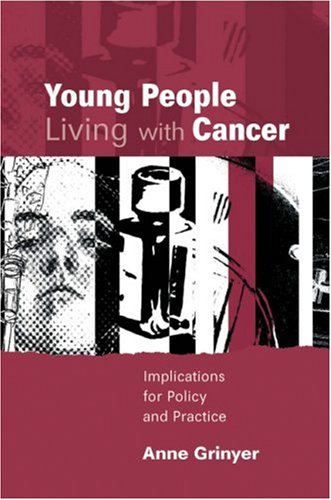 Young People
Living with Cancer
Implications
for Policy
and Practice
Anne Grinyer